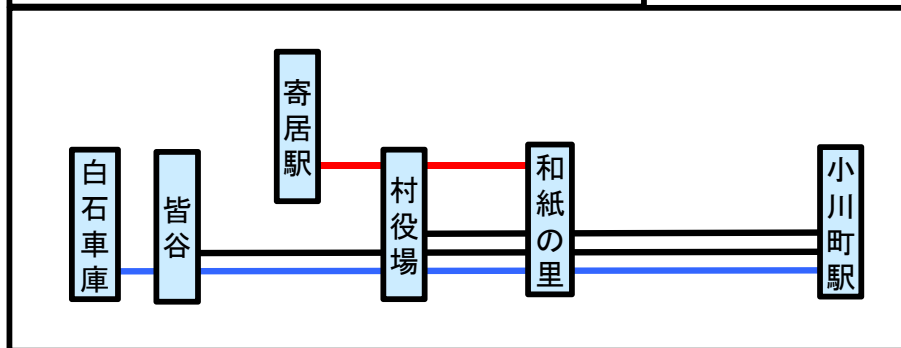 白石車庫
皆谷
寄居駅
村役場
和紙の里
小川町駅